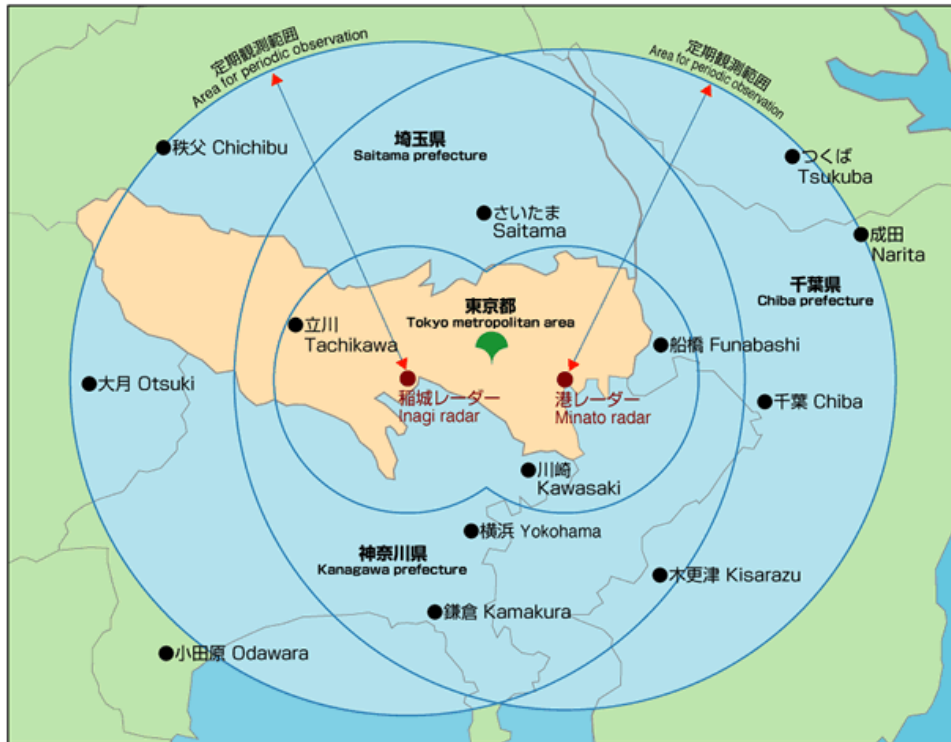 定期観測範囲
Area for periodic observation
定期観測範囲
Area for periodic observation
秩父 Chichibu
埼玉県
Saitama prefecture
つくば
Tsukuba
さいたま
Saitama
成田
Narita
千葉県
Chiba prefecture
東京都
Tokyo metropolitan area
立川
Tachikawa
船橋 Funabashi
大月 Otsuki
稲城レーダー
Inagi radar
港レーダー
Minato radar
千葉 Chiba
川崎
Kawasaki
横浜 Yokohama
神奈川県
Kanagawa prefecture
木更津 Kisarazu
鎌倉 Kamakura
小田原 Odawara